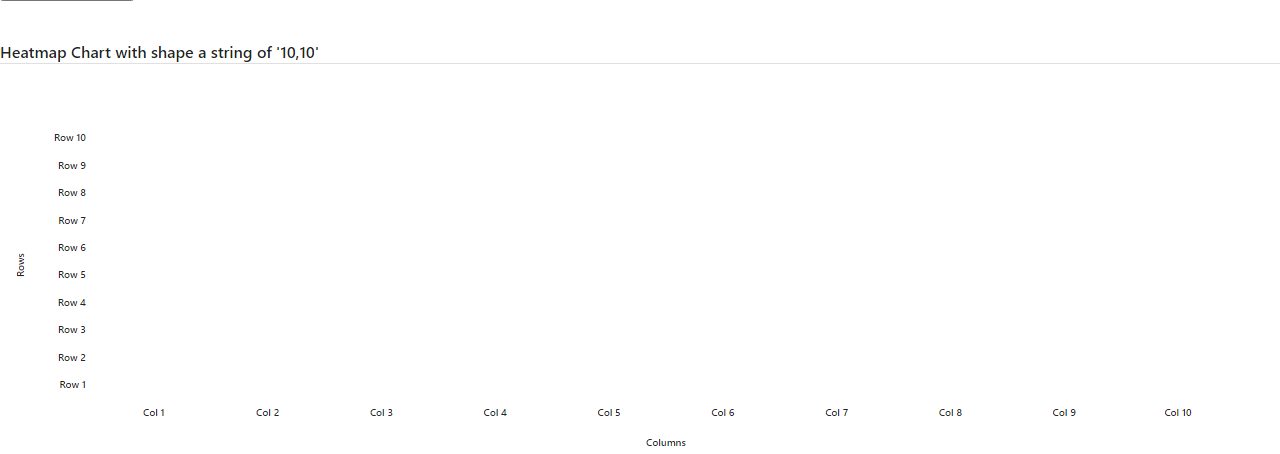 Heatmap Chart with shape a string of '10,10'
Row 10
Row 9
Row 8
Row 7
Row 6
Row 5
Row 4
Row 3
Row 2
Row 1
Rows
Col 1 Col 2 Col 3 Col 4 Col 5 Col 6 Col 7 Col 8 Col 9 Col 10
Columns